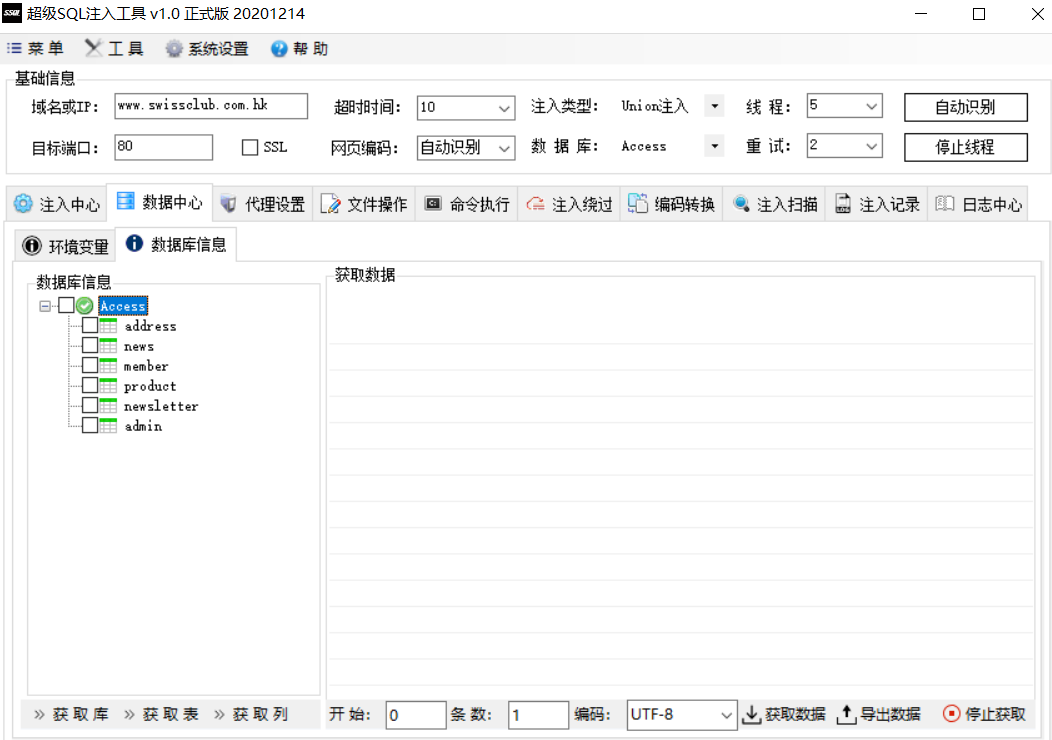 SSQL 超级SQL注入工具 v1.0 正式版 20201214
菜 单 工 具 系统设置 帮 助
基础信息
域名或IP: www.swissclub.com.hk 超时时间: 10 注入类型: Union注入 线 程: 5 自动识别
目标端口: 80 SSL 网页编码: 自动识别 数 据 库: Access 重 试: 2 停止线程
注入中心 数据中心 代理设置 文件操作 命令执行 注入绕过 编码转换 注入扫描 注入记录 日志中心
环境变量 数据库信息
数据库信息 获取数据
Access
address
news
member
product
newsletter
admin
获 取 库 获 取 表 获 取 列 开 始: 0 条 数: 1 编码: UTF-8 获取数据 导出数据 停止获取